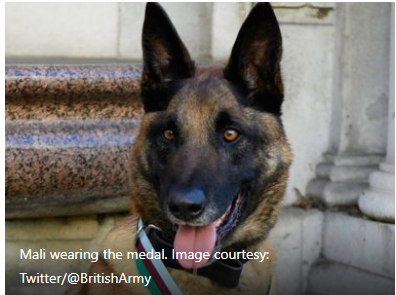 Mali wearing the medal. Image courtesy:
Twitter/@BritishArmy